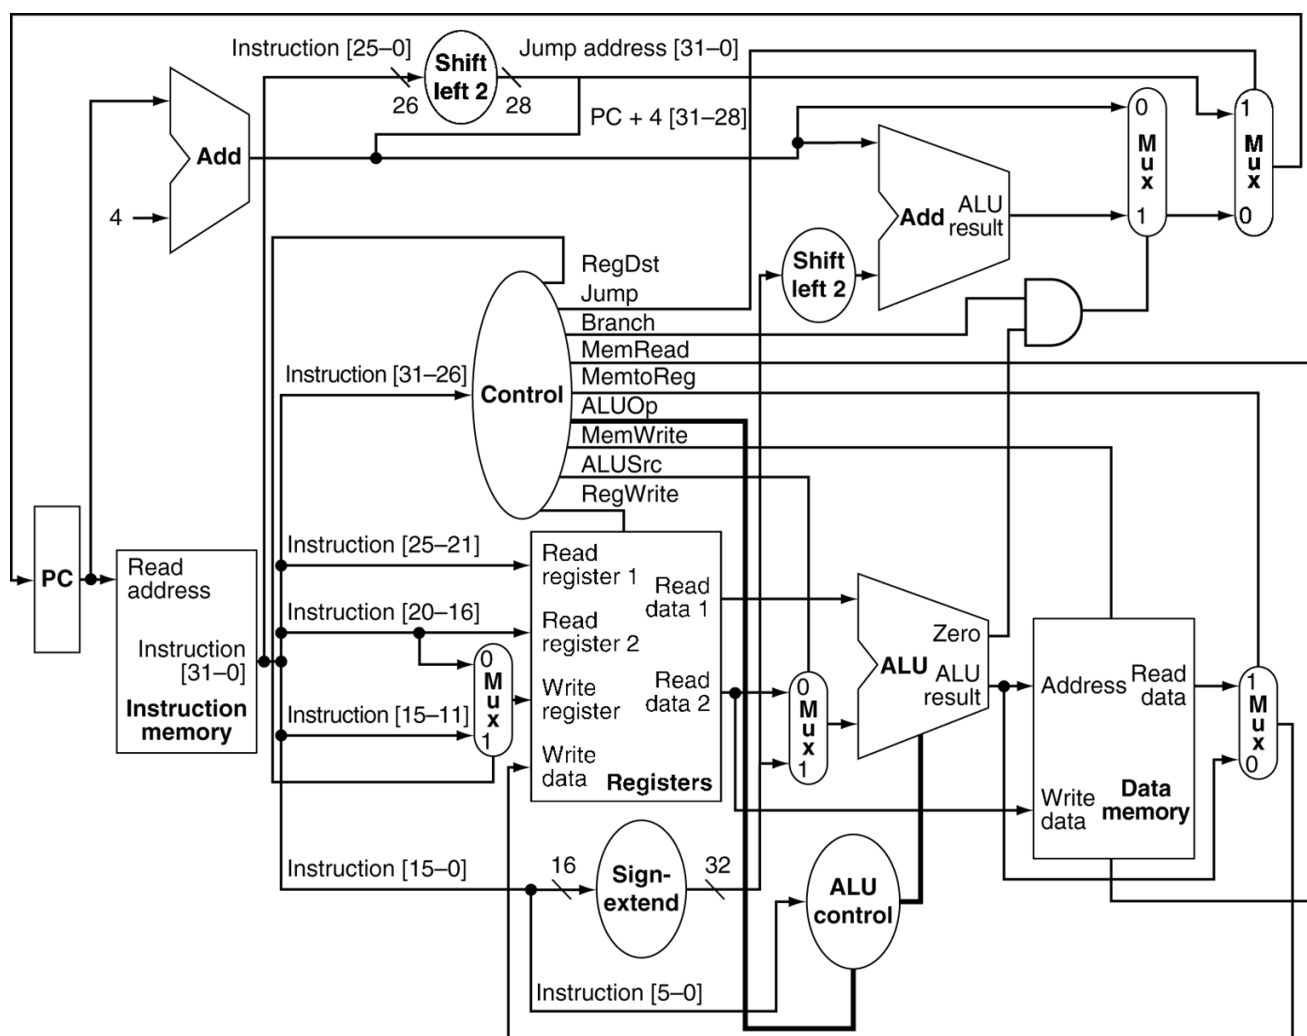 Instruction [25–0]
Shift
left 2
Jump address [31–0]
26
28
PC + 4 [31–28]
Add
4
0
M
u
x
1
1
M
u
x
0
Add
ALU
result
Shift
left 2
RegDst
Jump
Branch
MemRead
MemtoReg
ALUOp
MemWrite
ALUSrc
RegWrite
Instruction [31–26]
Control
PC
Read
address
Instruction
[31–0]
Instruction
memory
Instruction [25–21]
Instruction [20–16]
Instruction [15–11]
0
M
u
x
1
Read
register 1
Read
register 2
Write
register
Write
data
Read
data 1
Read
data 2
Registers
0
M
u
x
1
Zero
ALU
ALU
result
Address
Read
data
Write
data
Data
memory
1
M
u
x
0
Instruction [15–0]
16
Sign-
extend
32
ALU
control
Instruction [5–0]